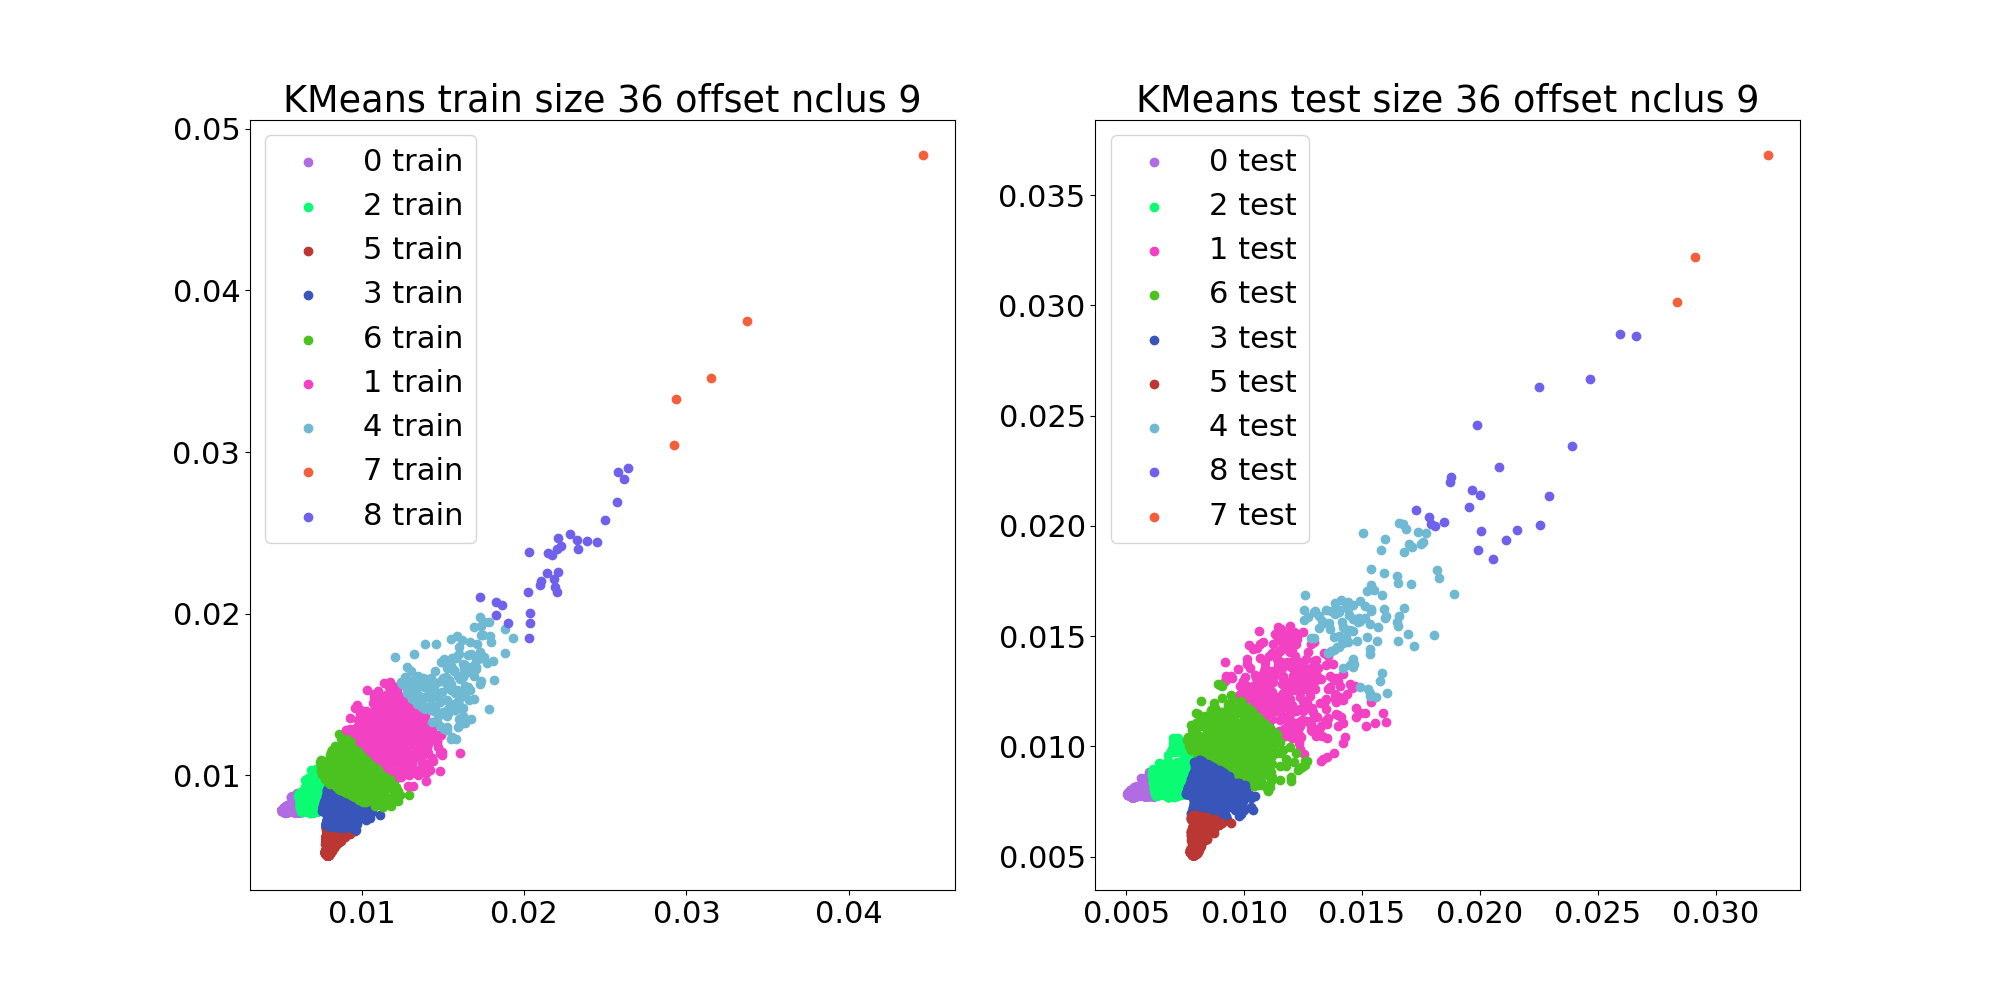 KMeans train size 36 offset nclus 9
0.05
0.04
0.03
0.02
0.01
0 train
2 train
5 train
3 train
6 train
1 train
4 train
7 train
8 train
0.01 0.02 0.03 0.04
KMeans test size 36 offset nclus 9
0.035
0.030
0.025
0.020
0.015
0.010
0.005
0 test
2 test
1 test
6 test
3 test
5 test
4 test
8 test
7 test
0.005 0.010 0.015 0.020 0.025 0.030